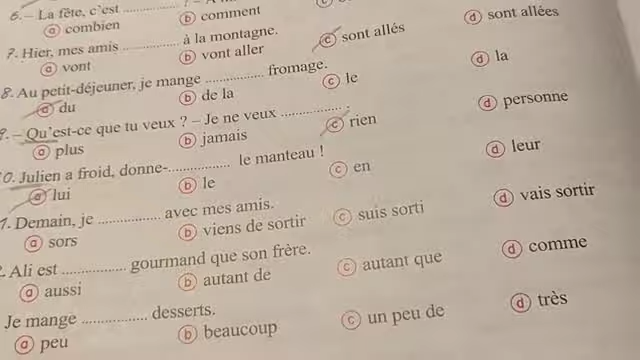 6. – La fête, c'est ............
ⓐ combien ⓑ comment ⓓ sont allées
7. Hier, mes amis ............ à la montagne.
ⓐ vont ⓑ vont aller ⓒ sont allés
8. Au petit-déjeuner, je mange ............ fromage.
ⓐ du ⓑ de la ⓒ le ⓓ la
9. – Qu'est-ce que tu veux ? – Je ne veux ............ .
ⓐ plus ⓑ jamais ⓒ rien ⓓ personne
0. Julien a froid, donne-............ le manteau !
ⓐ lui ⓑ le ⓒ en ⓓ leur
1. Demain, je ............ avec mes amis.
ⓐ sors ⓑ viens de sortir ⓒ suis sorti ⓓ vais sortir
Ali est ............ gourmand que son frère.
ⓐ aussi ⓑ autant de ⓒ autant que ⓓ comme
Je mange ............ desserts.
ⓐ peu ⓑ beaucoup ⓒ un peu de ⓓ très